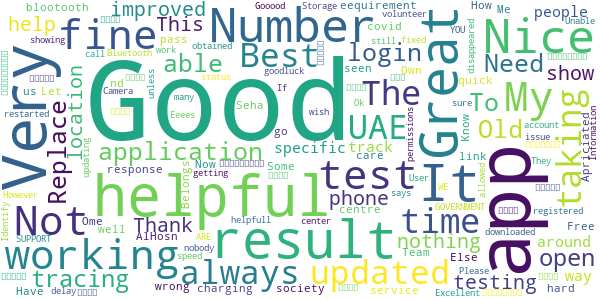 blootooth improved Number Best login Own seen How eequirement Storage people Me volunteer Gooood
help This pass covid still fixed Nice YOU Unable disappeared
fine able Need show
Very Good Great My quick
us Let nd call Bluetooth work obtained many If goodluck
showing Camera unless status Eeees Seha wish Ok To sure
restarted location The UAE Old Know account issue
Replace updating application specific track go care link taking
response Now Some permissions They Apriciated Information
helpful test It app says User
Not Ome Thank Belongs phone centre time nothing registered
However well AlHosn getting Team WE allowed downloaded Free
Identify working result Else around
SUPPORT ARE nobody helpfull center GOVERNMENT open
tracing always updated testing way
Have delay wrong speed charging society service Please Excellent hard